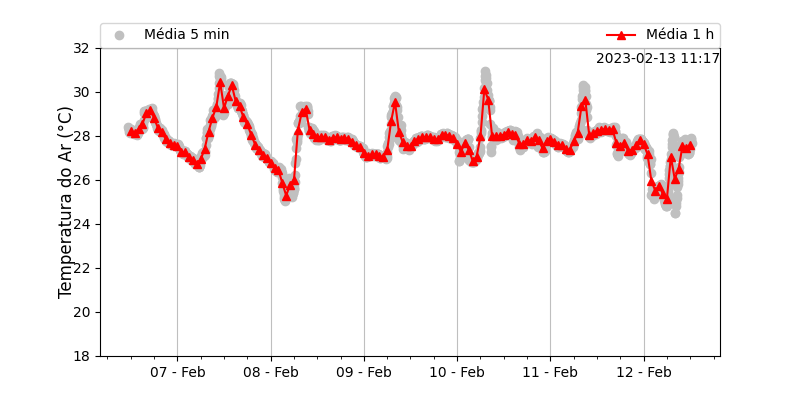 Média 5 min
Média 1 h
2023-02-13 11:17
Temperatura do Ar (°C)
32
30
28
26
24
22
20
18
07 - Feb
08 - Feb
09 - Feb
10 - Feb
11 - Feb
12 - Feb